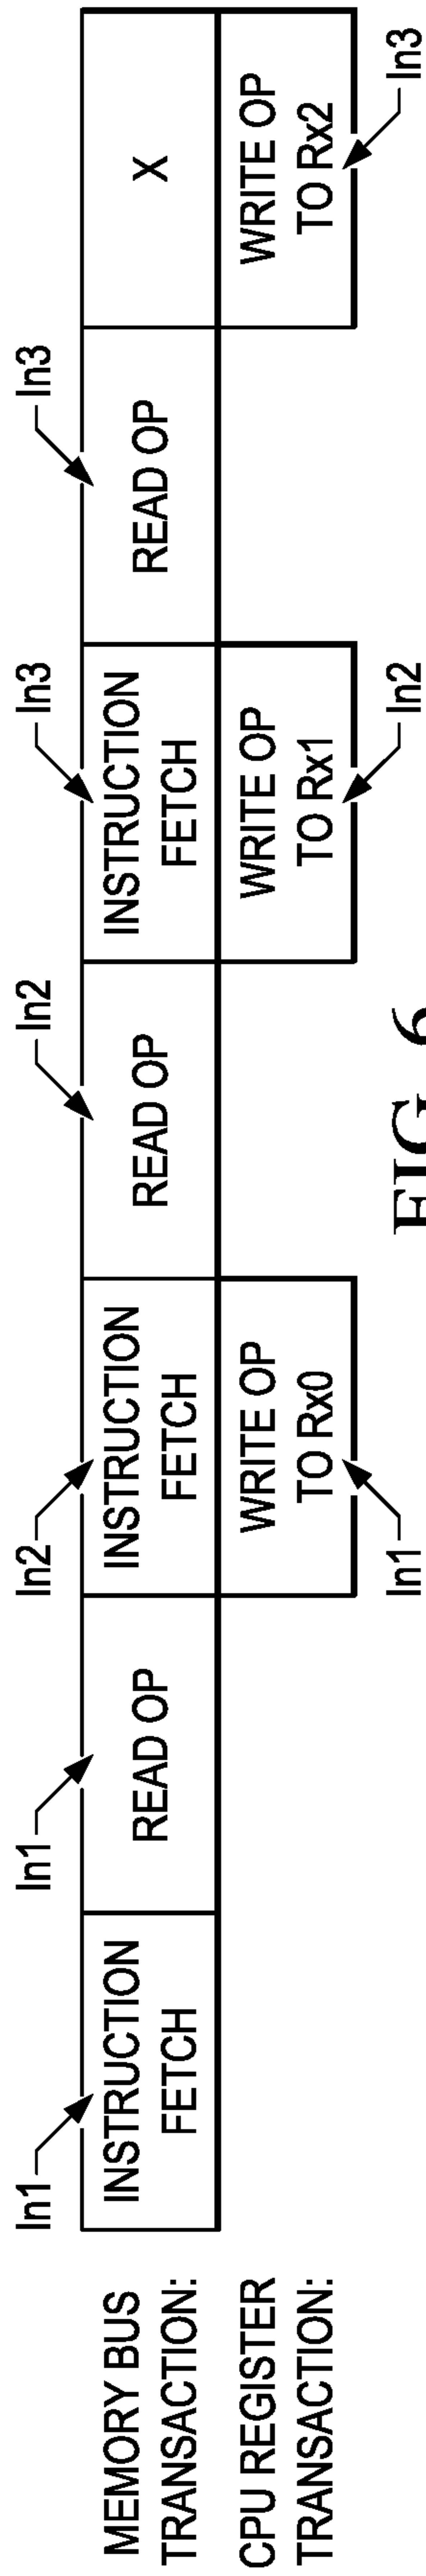 In1
In1
In2
In2
In3
In3
MEMORY BUS
TRANSACTION:
INSTRUCTION
FETCH
READ OP
INSTRUCTION
FETCH
READ OP
INSTRUCTION
FETCH
READ OP
X
CPU REGISTER
TRANSACTION:
WRITE OP
TO Rx0
WRITE OP
TO Rx1
WRITE OP
TO Rx2
In1
In2
In3
FIG. 6